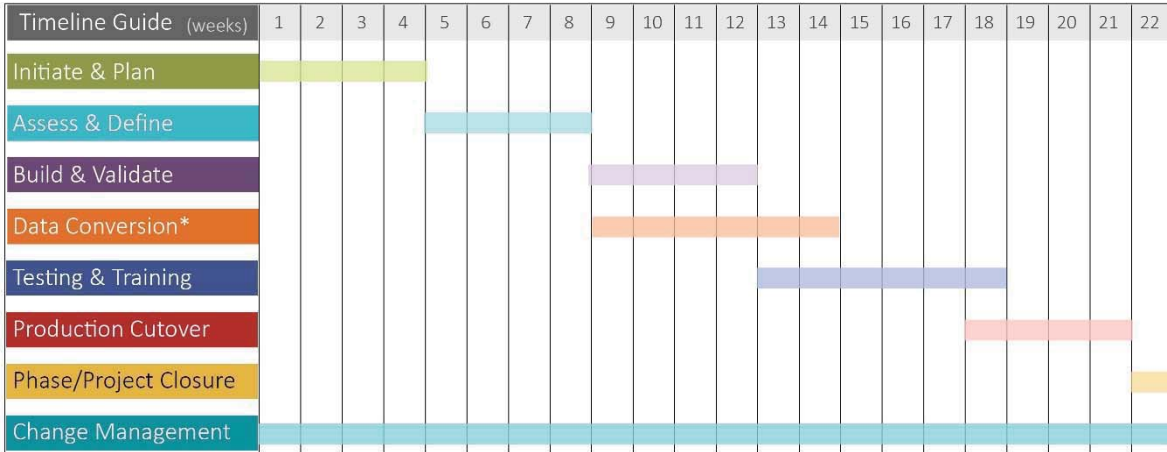 Timeline Guide (weeks) 1 2 3 4 5 6 7 8 9 10 11 12 13 14 15 16 17 18 19 20 21 22
Initiate & Plan
Assess & Define
Build & Validate
Data Conversion*
Testing & Training
Production Cutover
Phase/Project Closure
Change Management